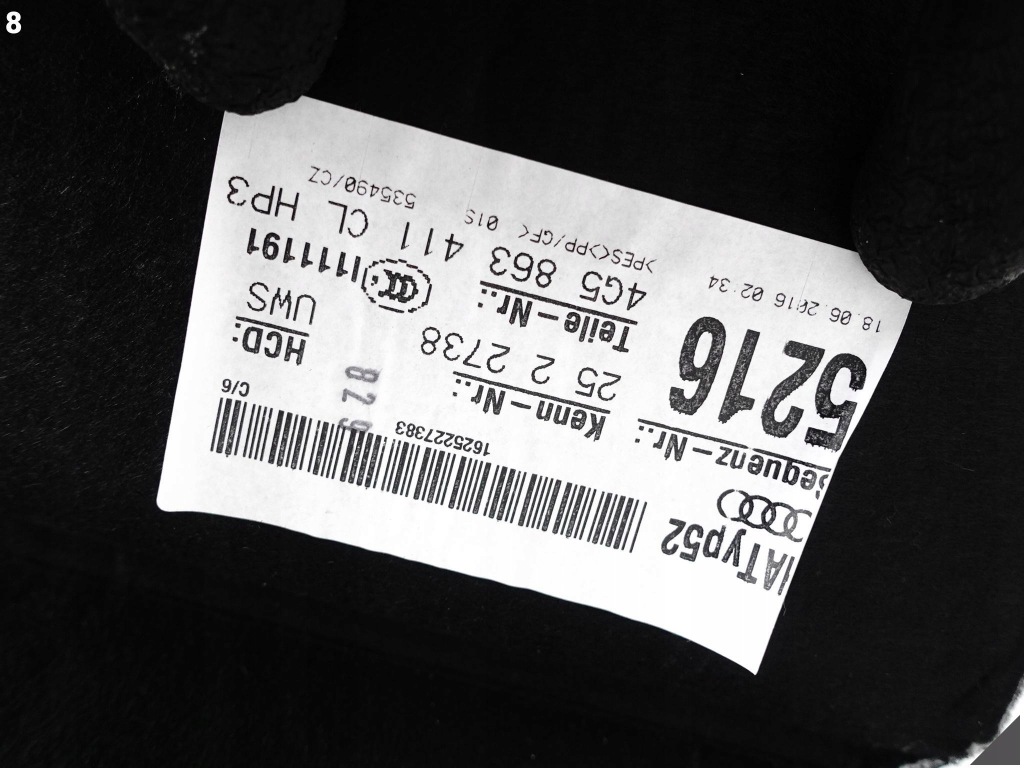 ATyp52
1625227383
C/6
Sequenz-Nr.:
5216
Kenn-Nr.:
25 2 2738
HCD:
UWS
Teile-Nr.:
4G5 863 411 CL HP3
18.06.2016 02:34
>PES<>PP/GF< 01S
535490/CZ
8